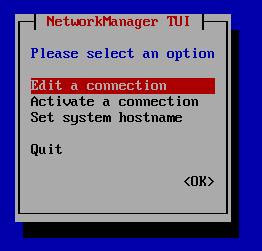 NetworkManager TUI
Please select an option
Edit a connection
Activate a connection
Set system hostname
Quit
<OK>